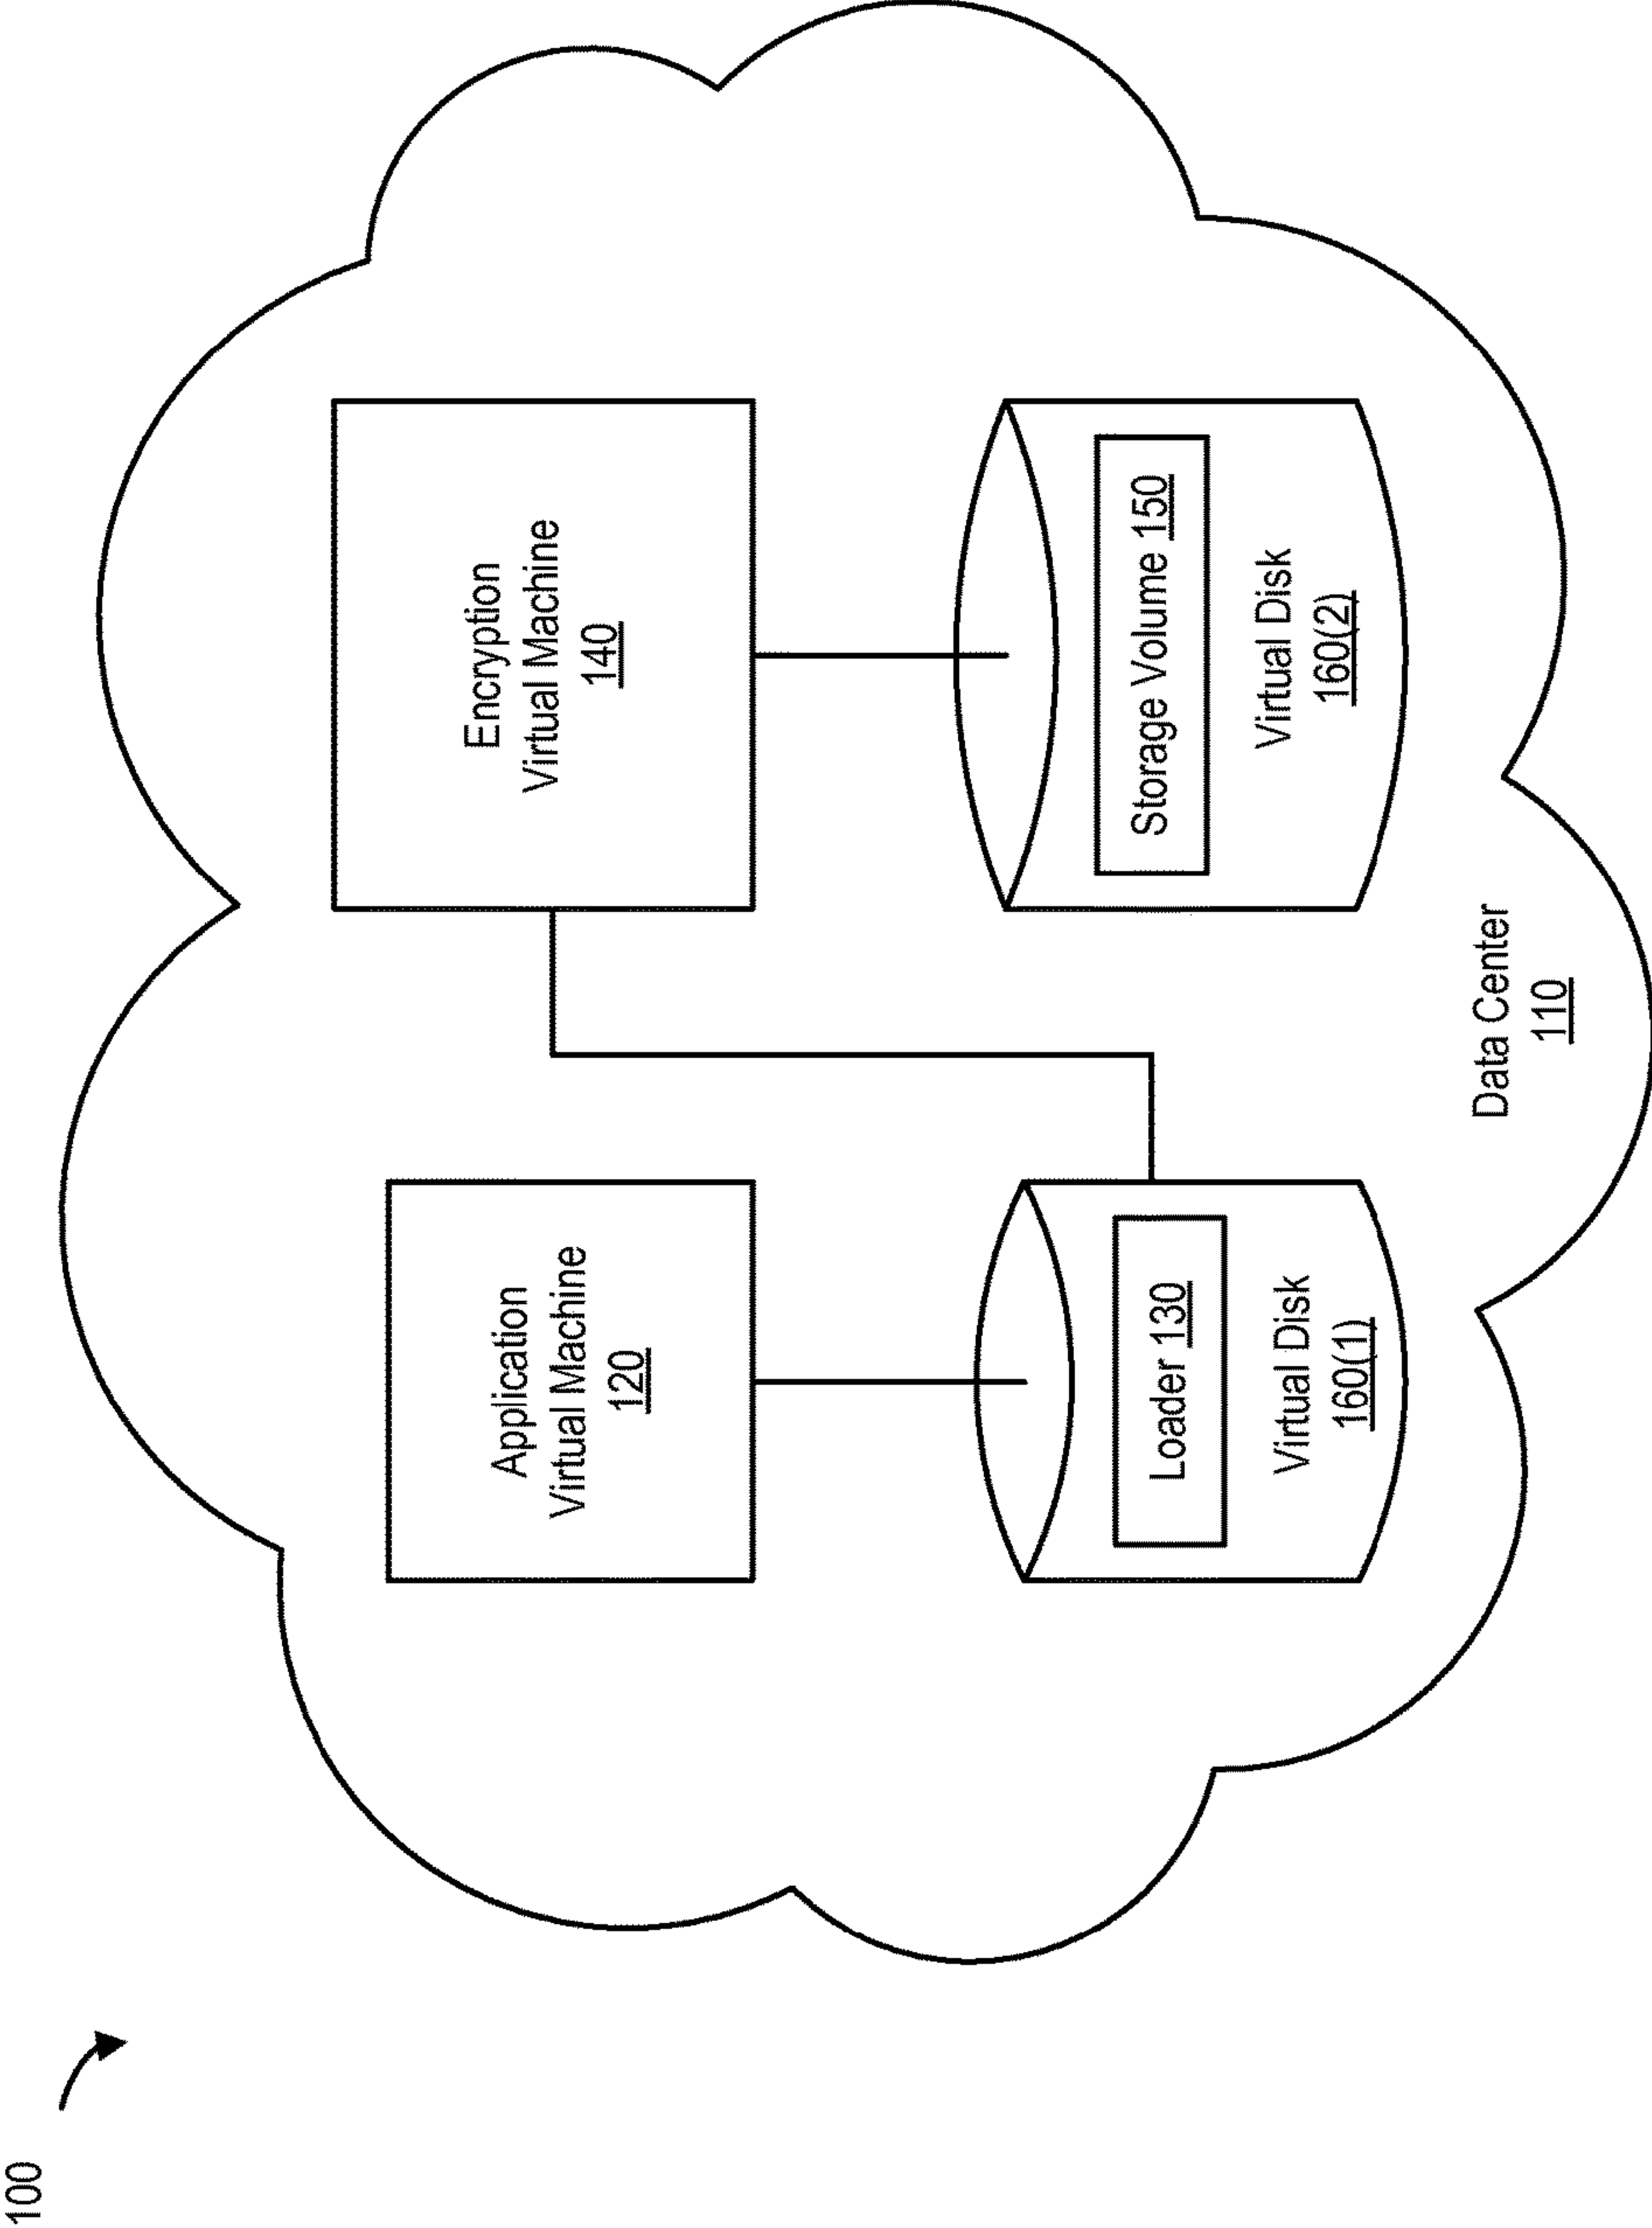 100
Application
Virtual Machine
120
Encryption
Virtual Machine
140
Loader 130
Virtual Disk
160(1)
Storage Volume 150
Virtual Disk
160(2)
Data Center
110